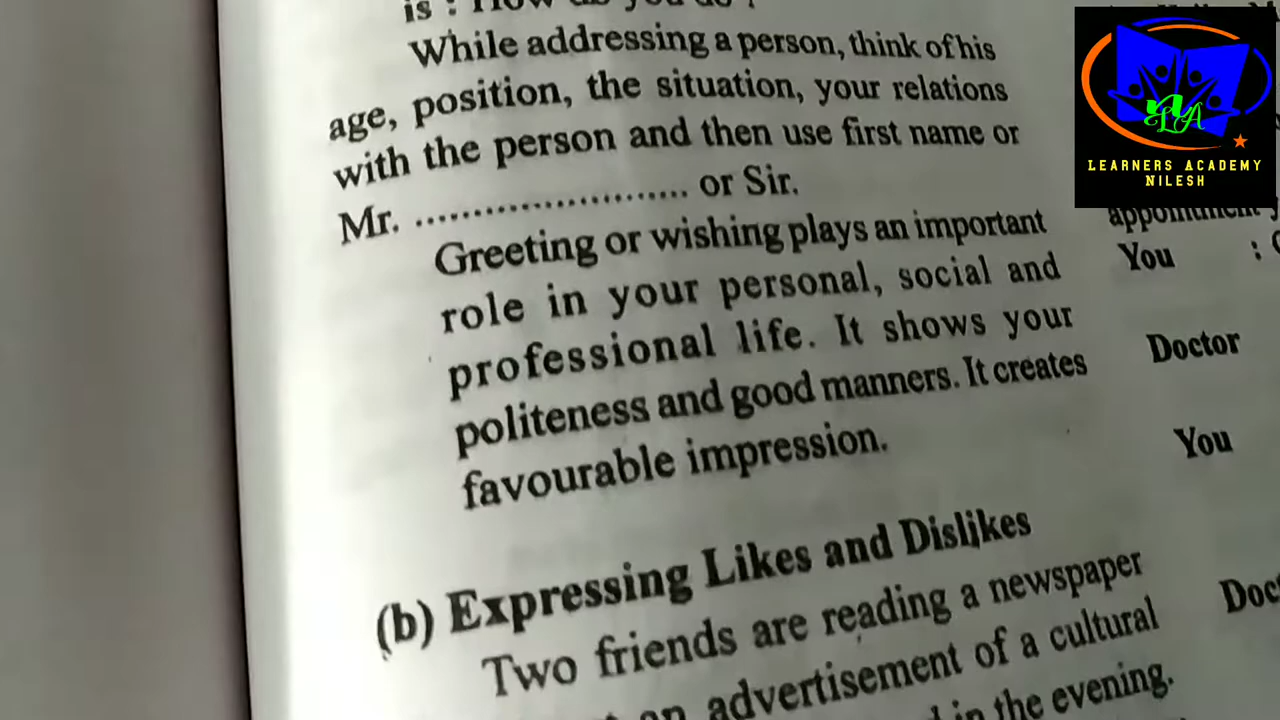 is : How do you do ?
While addressing a person, think of his
age, position, the situation, your relations
with the person and then use first name or
Mr. .......................... or Sir.
Greeting or wishing plays an important
role in your personal, social and
professional life. It shows your
politeness and good manners. It creates
favourable impression.
(b) Expressing Likes and Dislikes
Two friends are reading a newspaper
an advertisement of a cultural
in the evening.
appointment
You :
Doctor
You
LEARNERS ACADEMY
NILESH